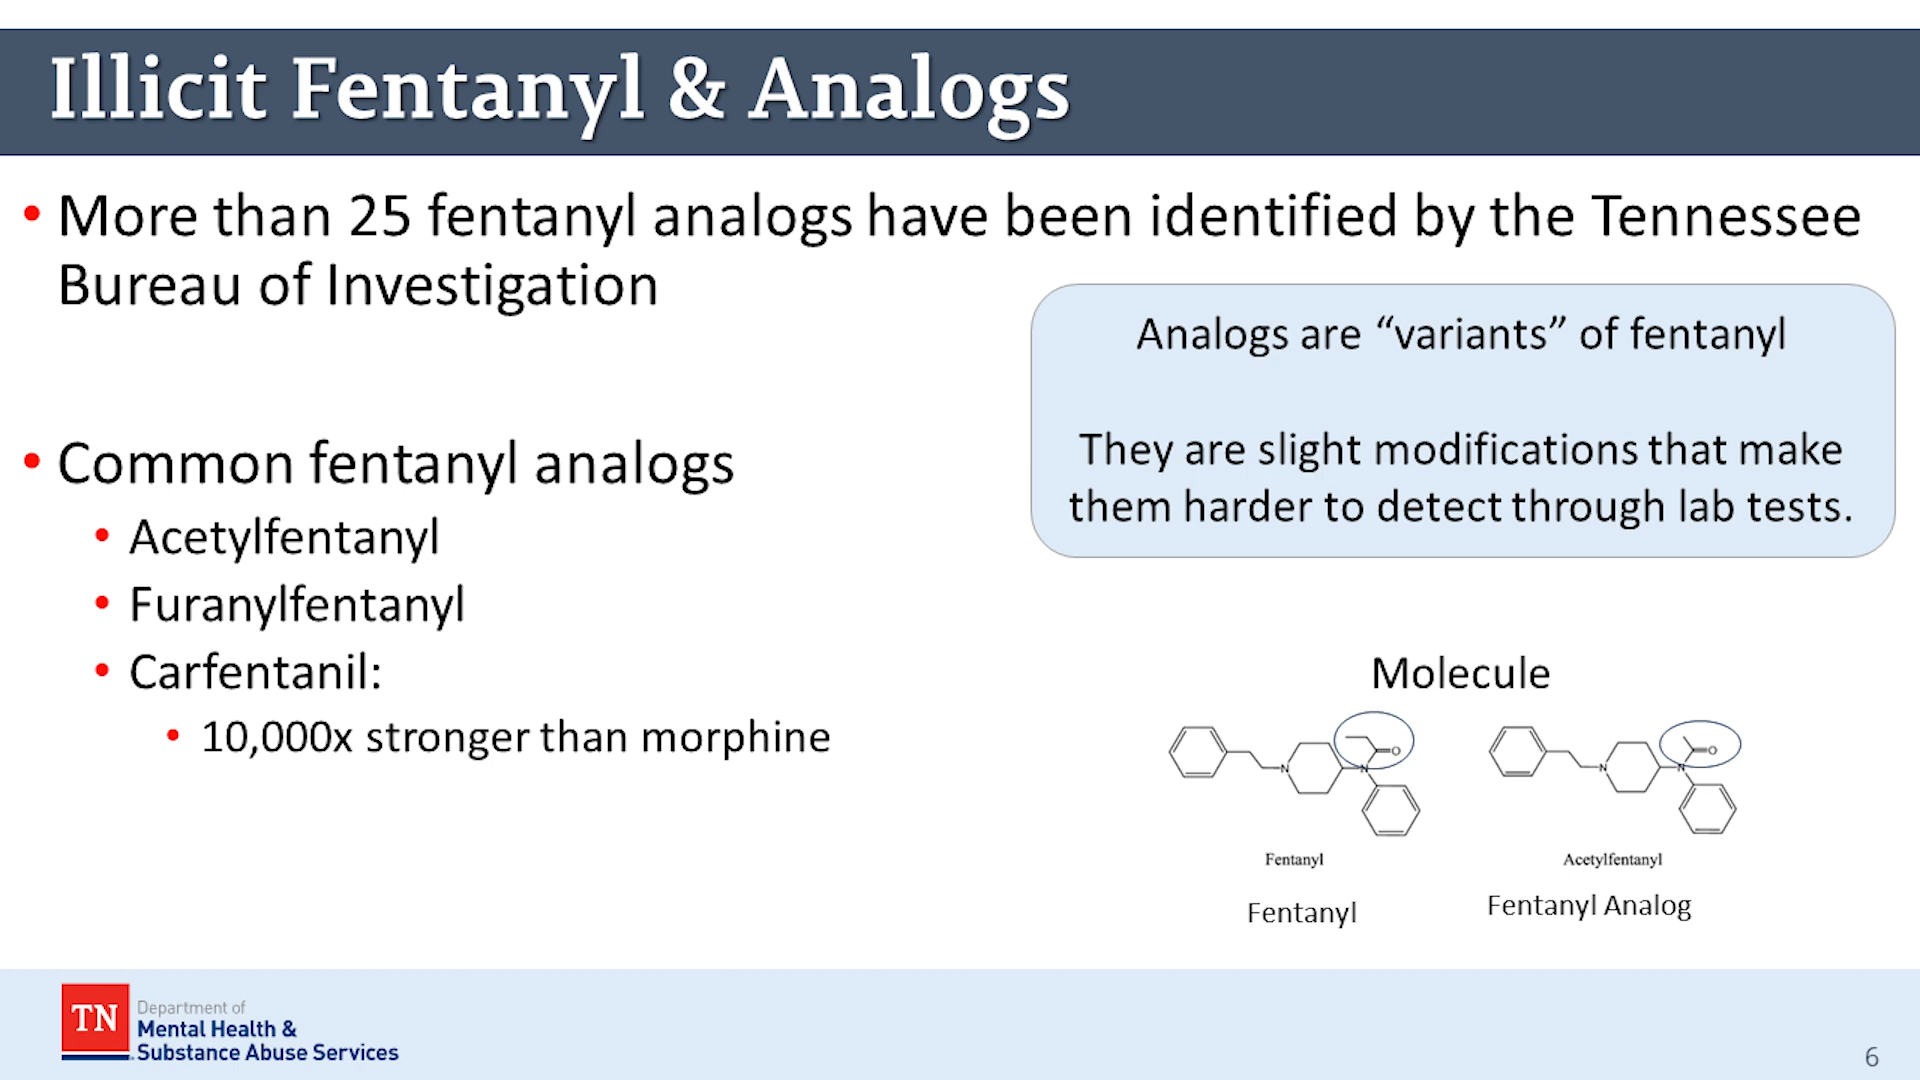 Illicit Fentanyl & Analogs
• More than 25 fentanyl analogs have been identified by the Tennessee
Bureau of Investigation
Analogs are “variants” of fentanyl
They are slight modifications that make
them harder to detect through lab tests.
• Common fentanyl analogs
• Acetylfentanyl
• Furanylfentanyl
• Carfentanil:
• 10,000x stronger than morphine
Molecule
N
N
O
N
N
O
Fentanyl
Acetylfentanyl
Fentanyl
Fentanyl Analog
TN
Department of
Mental Health &
Substance Abuse Services
6